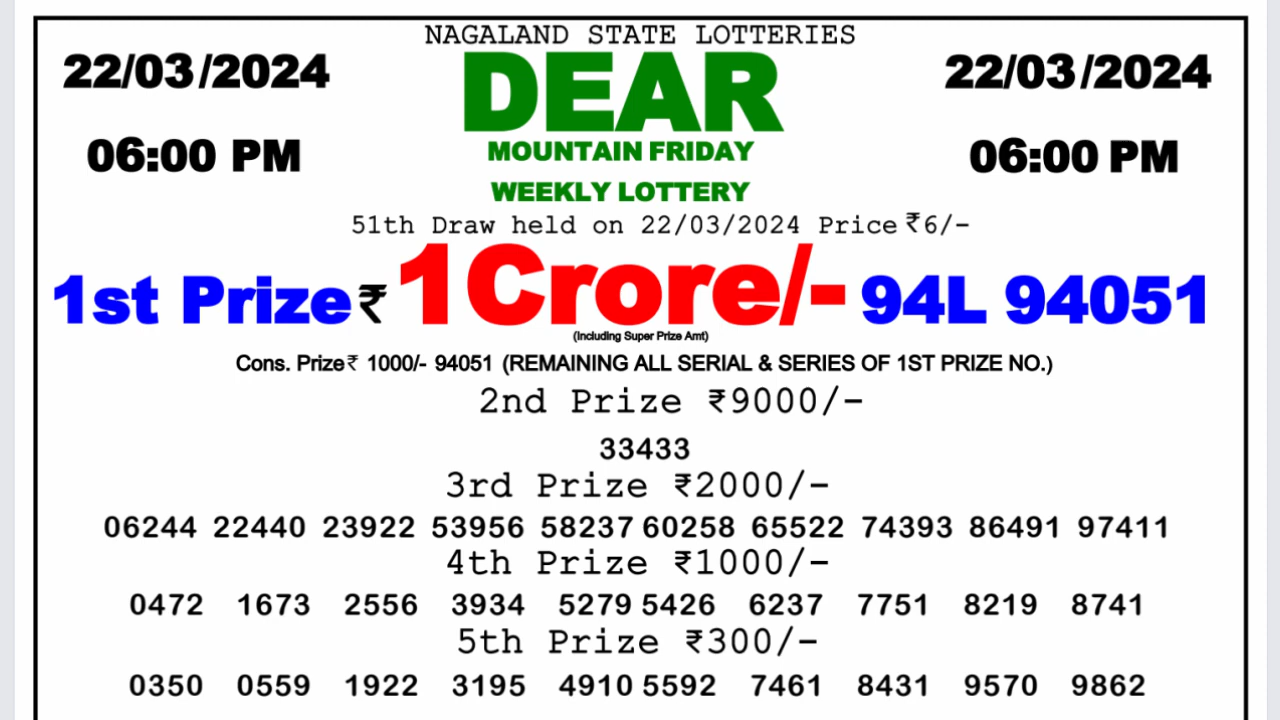 NAGALAND STATE LOTTERIES
22/03/2024 DEAR 22/03/2024
06:00 PM MOUNTAIN FRIDAY 06:00 PM
WEEKLY LOTTERY
51th Draw held on 22/03/2024 Price ₹6/-
1st Prize ₹ 1 Crore/- 94L 94051
(Including Super Prize Amt)
Cons. Prize ₹ 1000/- 94051 (REMAINING ALL SERIAL & SERIES OF 1ST PRIZE NO.)
2nd Prize ₹9000/-
33433
3rd Prize ₹2000/-
06244 22440 23922 53956 58237 60258 65522 74393 86491 97411
4th Prize ₹1000/-
0472 1673 2556 3934 5279 5426 6237 7751 8219 8741
5th Prize ₹300/-
0350 0559 1922 3195 4910 5592 7461 8431 9570 9862